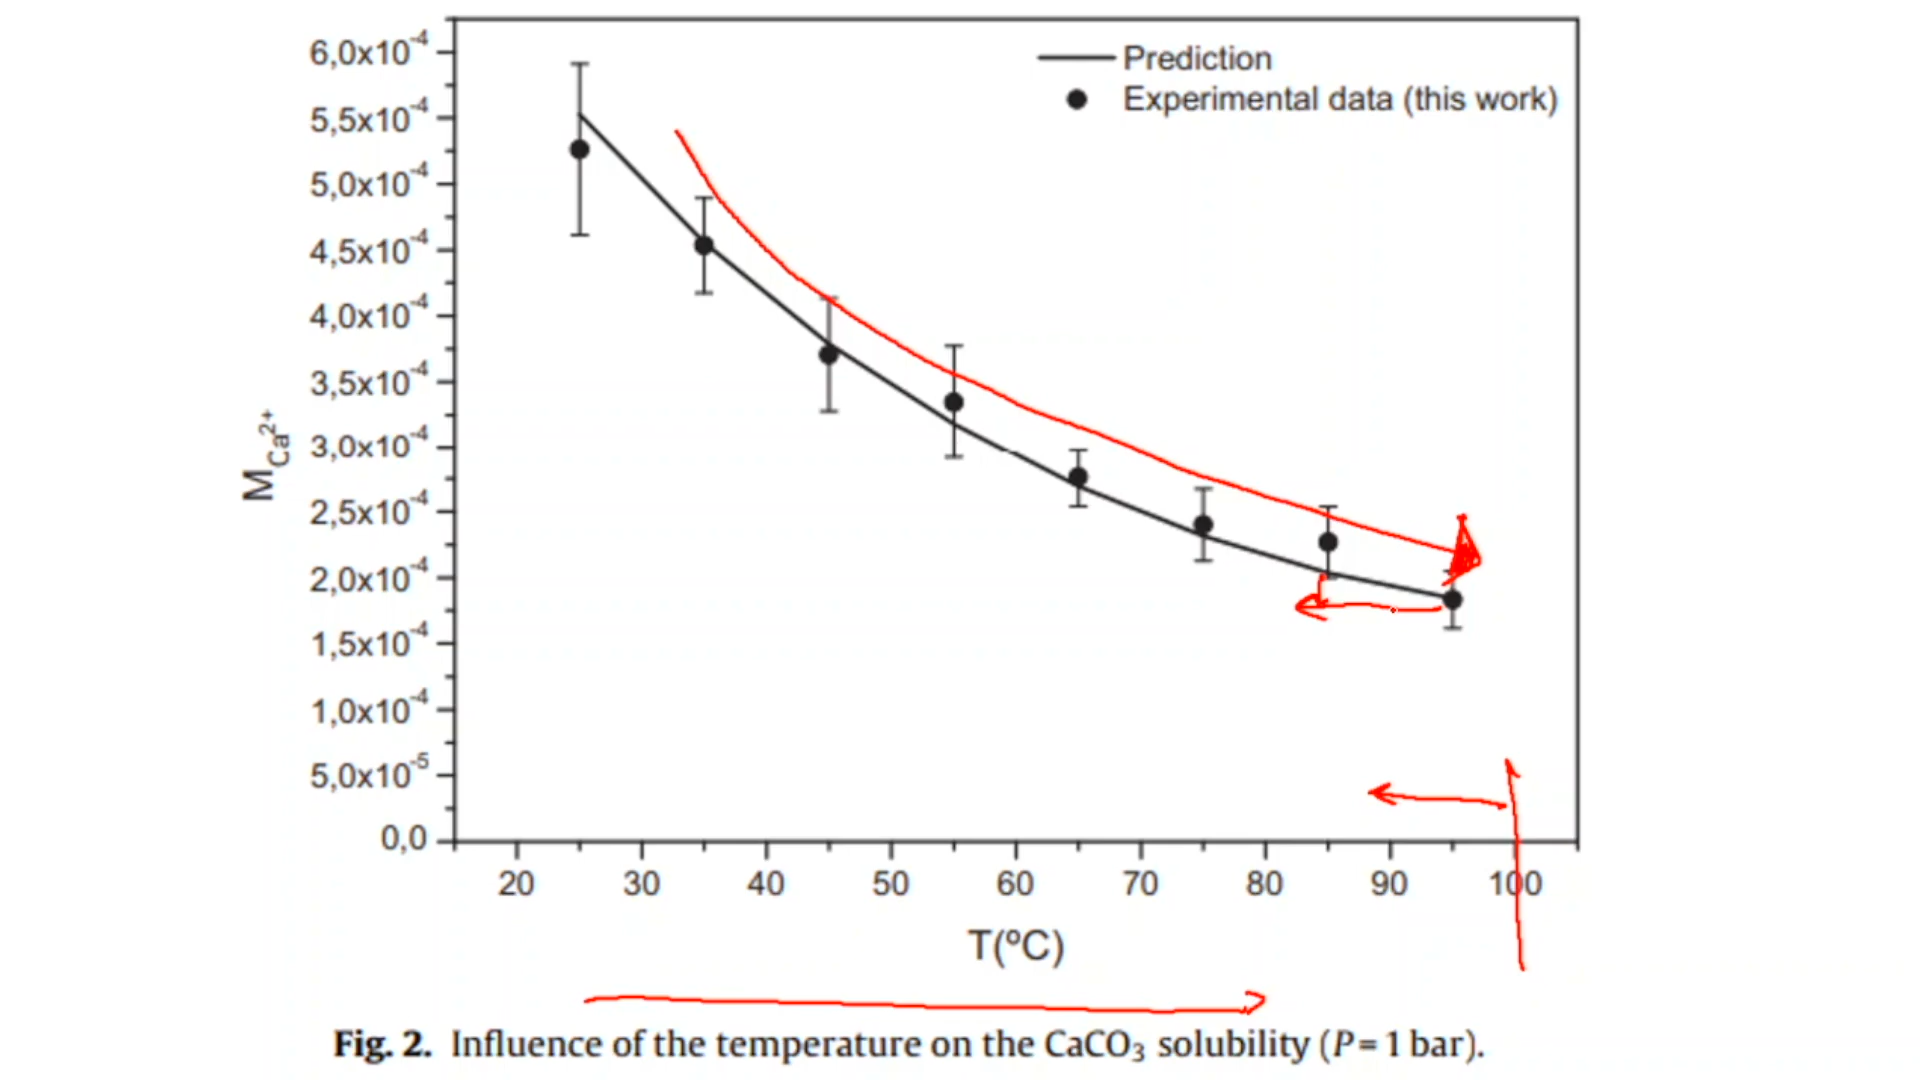 Prediction
Experimental data (this work)
6,0x10⁻⁴
5,5x10⁻⁴
5,0x10⁻⁴
4,5x10⁻⁴
4,0x10⁻⁴
3,5x10⁻⁴
3,0x10⁻⁴
2,5x10⁻⁴
2,0x10⁻⁴
1,5x10⁻⁴
1,0x10⁻⁴
5,0x10⁻⁵
0,0
M Ca²⁺
20 30 40 50 60 70 80 90 100
T(ºC)
Fig. 2. Influence of the temperature on the CaCO₃ solubility (P = 1 bar).